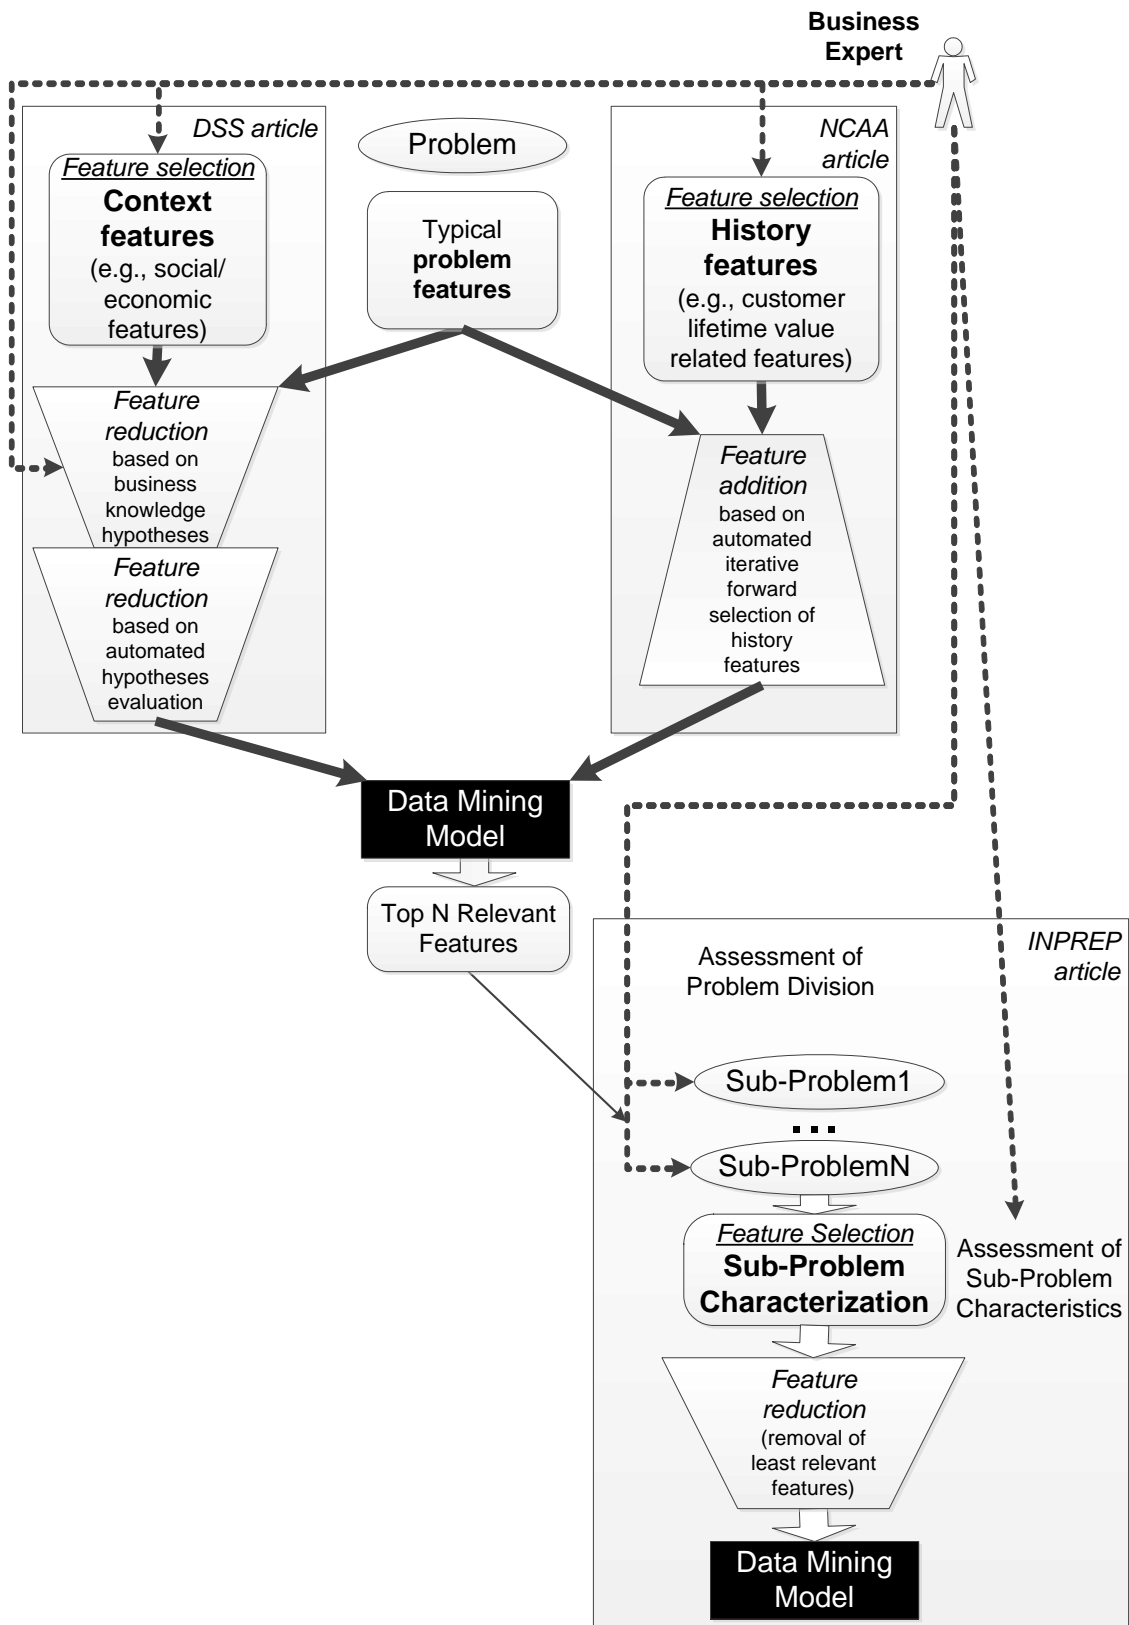 Business
Expert
DSS article
Feature selection
Context
features
(e.g., social/
economic
features)
Problem
Typical
problem
features
NCAA
article
Feature selection
History
features
(e.g., customer
lifetime value
related features)
Feature
reduction
based on
business
knowledge
hypotheses
Feature
reduction
based on
automated
hypotheses
evaluation
Feature
addition
based on
automated
iterative
forward
selection of
history
features
Data Mining
Model
Top N Relevant
Features
INPREP
article
Assessment of
Problem Division
Sub-Problem1
...
Sub-ProblemN
Feature Selection
Sub-Problem
Characterization
Assessment of
Sub-Problem
Characteristics
Feature
reduction
(removal of
least relevant
features)
Data Mining
Model